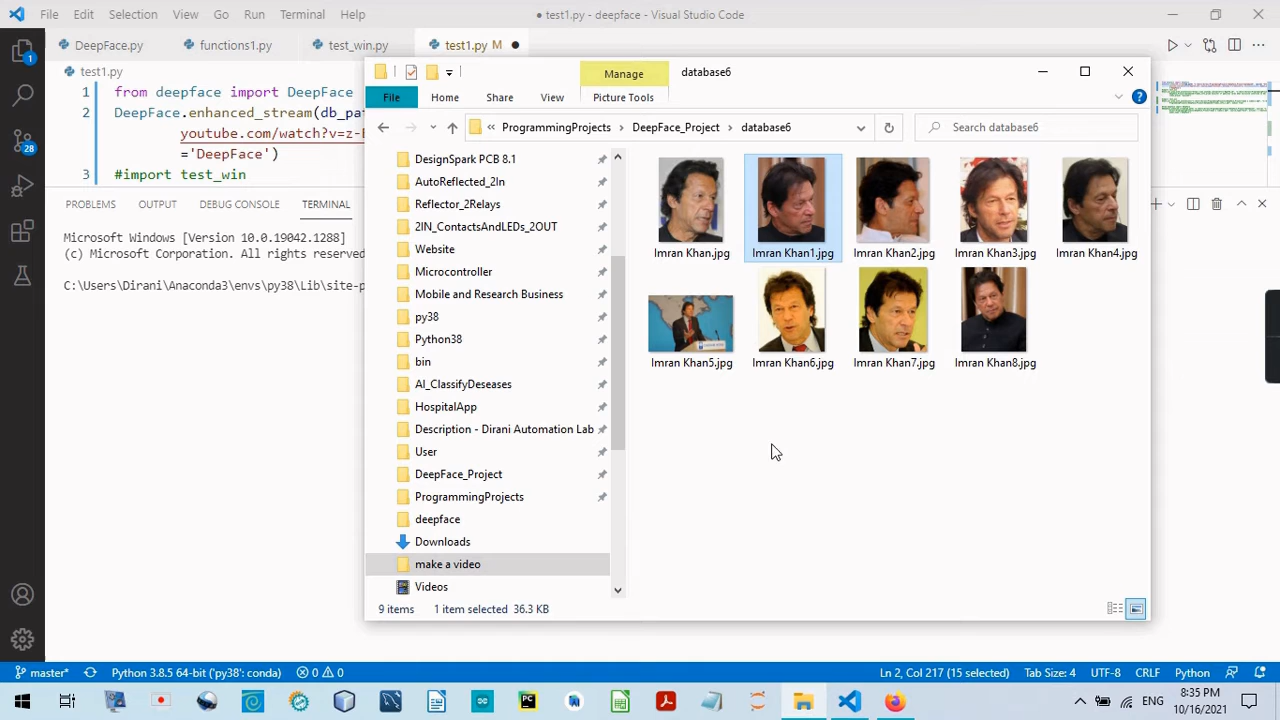 File Edit Selection View Go Run Terminal Help
● test1.py - deepface - Visual Studio Code
DeepFace.py functions1.py test_win.py test1.py M ●
test1.py
1 from deepface import DeepFace
2 DeepFace.enhanced_stream(db_pat
youtube.com/watch?v=z-
='DeepFace')
3 #import test_win
PROBLEMS OUTPUT DEBUG CONSOLE TERMINAL
Microsoft Windows [Version 10.0.19042.1288]
(c) Microsoft Corporation. All rights reserved
C:\Users\Dirani\Anaconda3\envs\py38\Lib\site-p
1
28
Manage database6
File Home Share View Picture Tools
ProgrammingProjects > DeepFace_Project > database6
Search database6
DesignSpark PCB 8.1
AutoReflected_2In
Reflector_2Relays
2IN_ContactsAndLEDs_2OUT
Website
Microcontroller
Mobile and Research Business
py38
Python38
bin
AI_ClassifyDeseases
HospitalApp
Description - Dirani Automation Lab
User
DeepFace_Project
ProgrammingProjects
deepface
Downloads
make a video
Videos
Imran Khan.jpg Imran Khan1.jpg Imran Khan2.jpg Imran Khan3.jpg Imran Khan4.jpg
Imran Khan5.jpg Imran Khan6.jpg Imran Khan7.jpg Imran Khan8.jpg
9 items 1 item selected 36.3 KB
master* Python 3.8.5 64-bit ('py38': conda) 0 0 Ln 2, Col 217 (15 selected) Tab Size: 4 UTF-8 CRLF Python
ENG 8:35 PM
10/16/2021